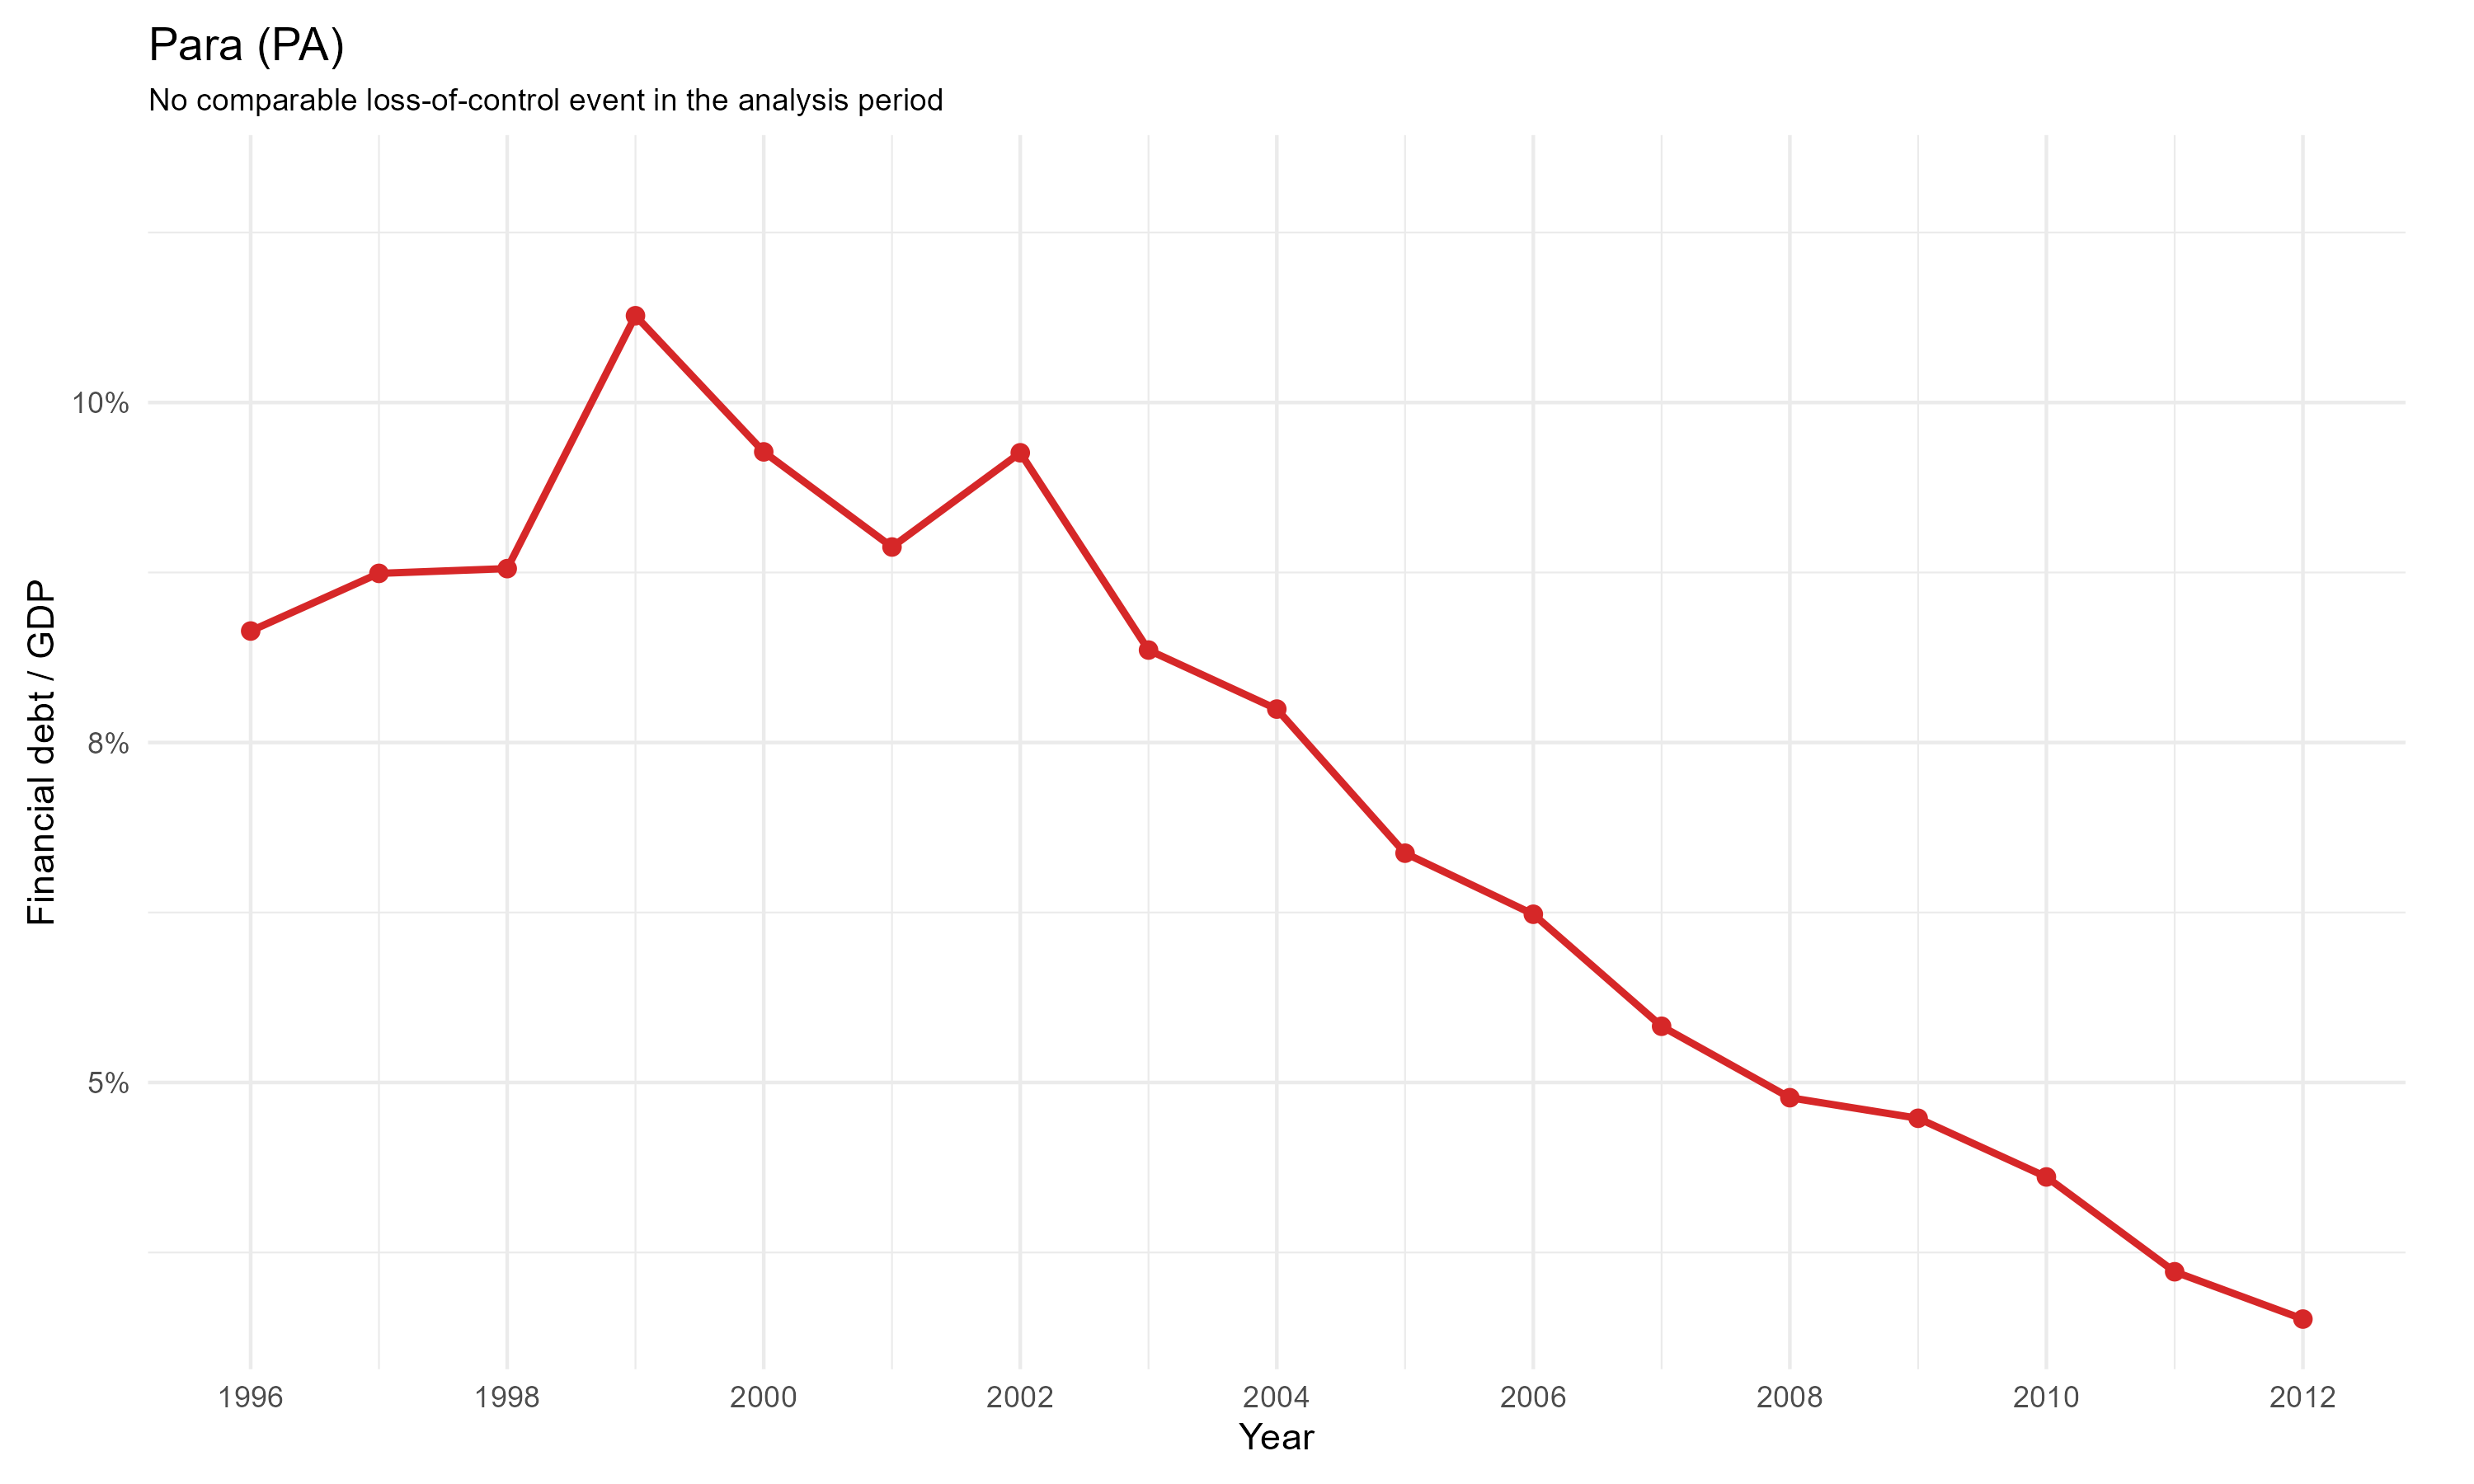 Para (PA)
No comparable loss-of-control event in the analysis period
Financial debt / GDP
10%
8%
5%
1996 1998 2000 2002 2004 2006 2008 2010 2012
Year